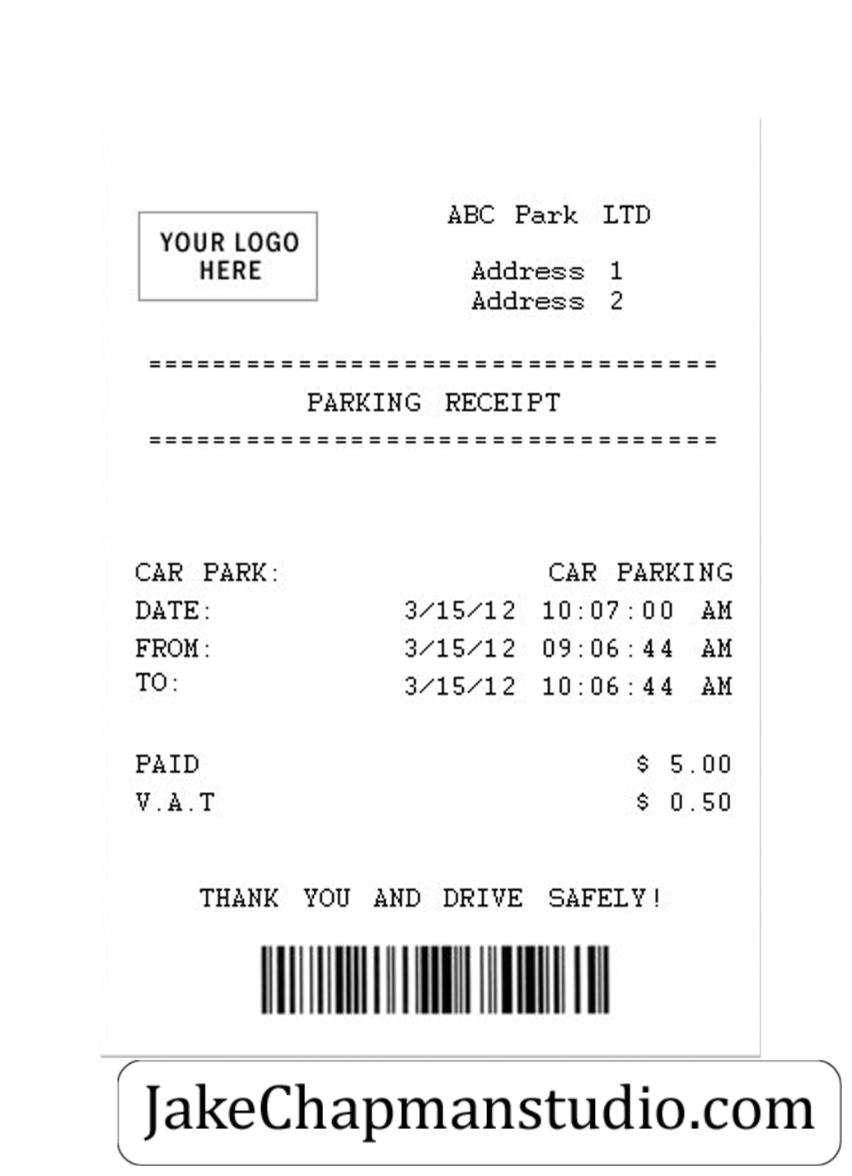 YOUR LOGO
HERE
ABC Park LTD
Address 1
Address 2
==================================
PARKING RECEIPT
==================================
CAR PARK: CAR PARKING
DATE: 3/15/12 10:07:00 AM
FROM: 3/15/12 09:06:44 AM
TO: 3/15/12 10:06:44 AM
PAID $ 5.00
V.A.T $ 0.50
THANK YOU AND DRIVE SAFELY!
JakeChapmanstudio.com